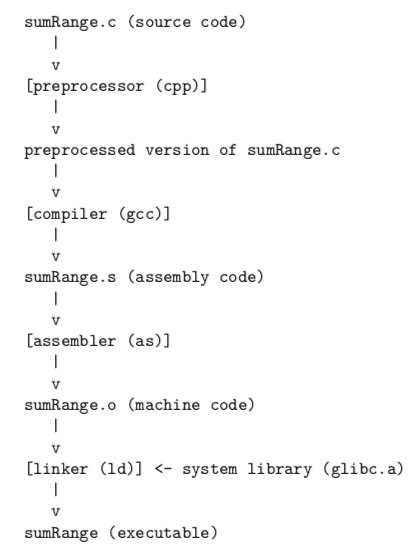 sumRange.c (source code)
|
v
[preprocessor (cpp)]
|
v
preprocessed version of sumRange.c
|
v
[compiler (gcc)]
|
v
sumRange.s (assembly code)
|
v
[assembler (as)]
|
v
sumRange.o (machine code)
|
v
[linker (ld)] <- system library (glibc.a)
|
v
sumRange (executable)